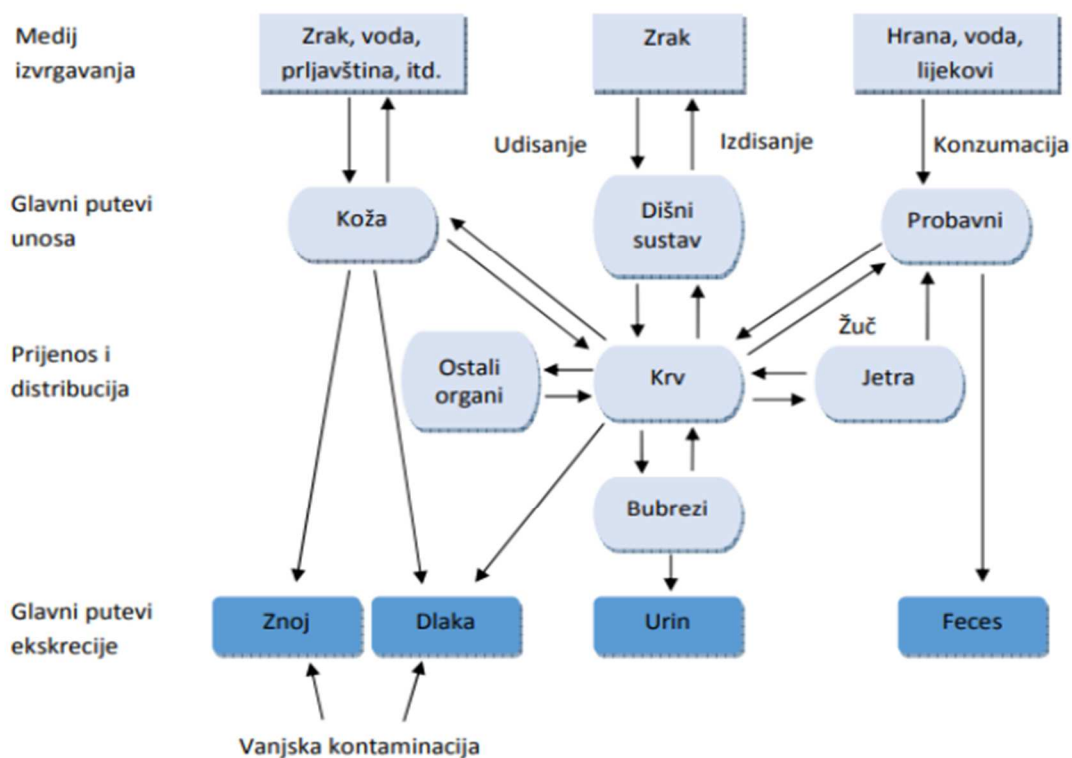 Medij
izvrgavanja
Zrak, voda,
prljavština, itd.
Zrak
Hrana, voda,
lijekovi
Udisanje
Izdisanje
Konzumacija
Glavni putevi
unosa
Koža
Dišni
sustav
Probavni
Žuč
Prijenos i
distribucija
Ostali
organi
Krv
Jetra
Bubrezi
Glavni putevi
ekskrecije
Znoj
Dlaka
Urin
Feces
Vanjska kontaminacija